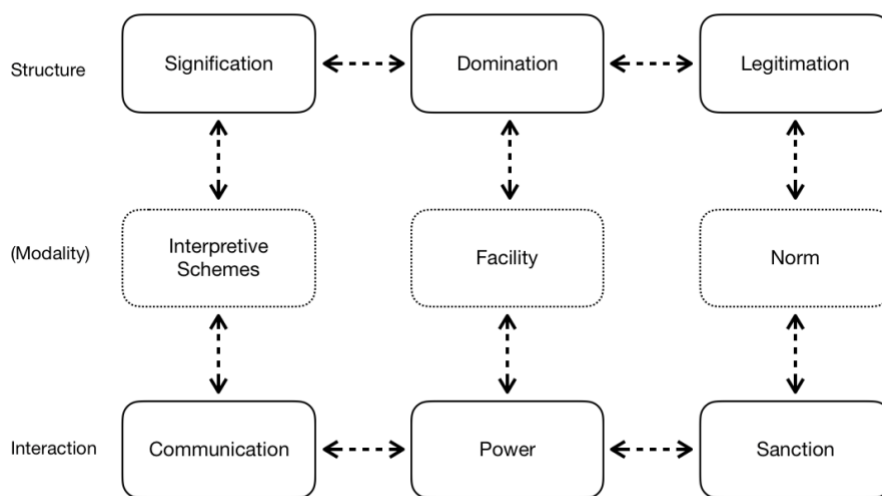 Structure
Signification
Domination
Legitimation
(Modality)
Interpretive
Schemes
Facility
Norm
Interaction
Communication
Power
Sanction